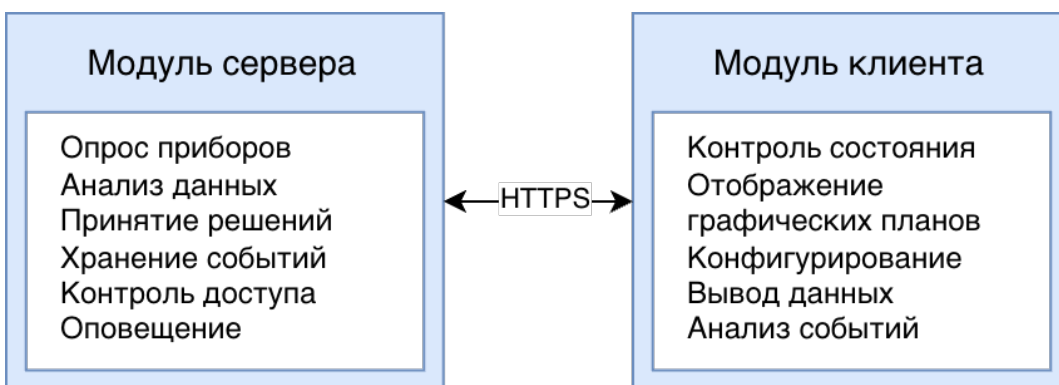 Модуль сервера
Опрос приборов
Анализ данных
Принятие решений
Хранение событий
Контроль доступа
Оповещение
HTTPS
Модуль клиента
Контроль состояния
Отображение
графических планов
Конфигурирование
Вывод данных
Анализ событий